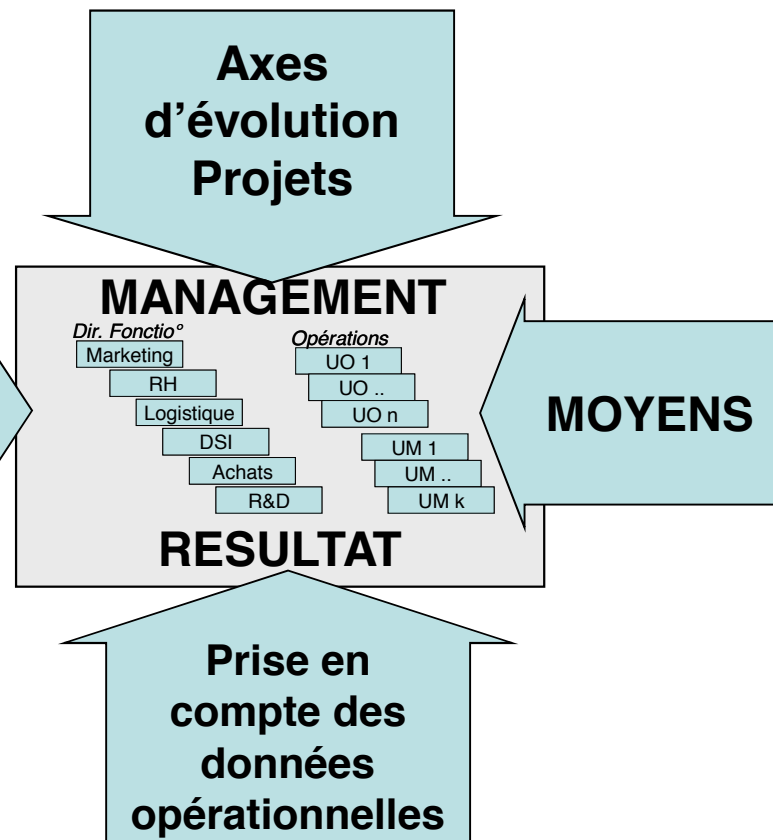 Axes
d’évolution
Projets
MANAGEMENT
Dir. Fonctio°
Marketing
RH
Logistique
DSI
Achats
R&D
Opérations
UO 1
UO ..
UO n
UM 1
UM ..
UM k
MOYENS
RESULTAT
Prise en
compte des
données
opérationnelles